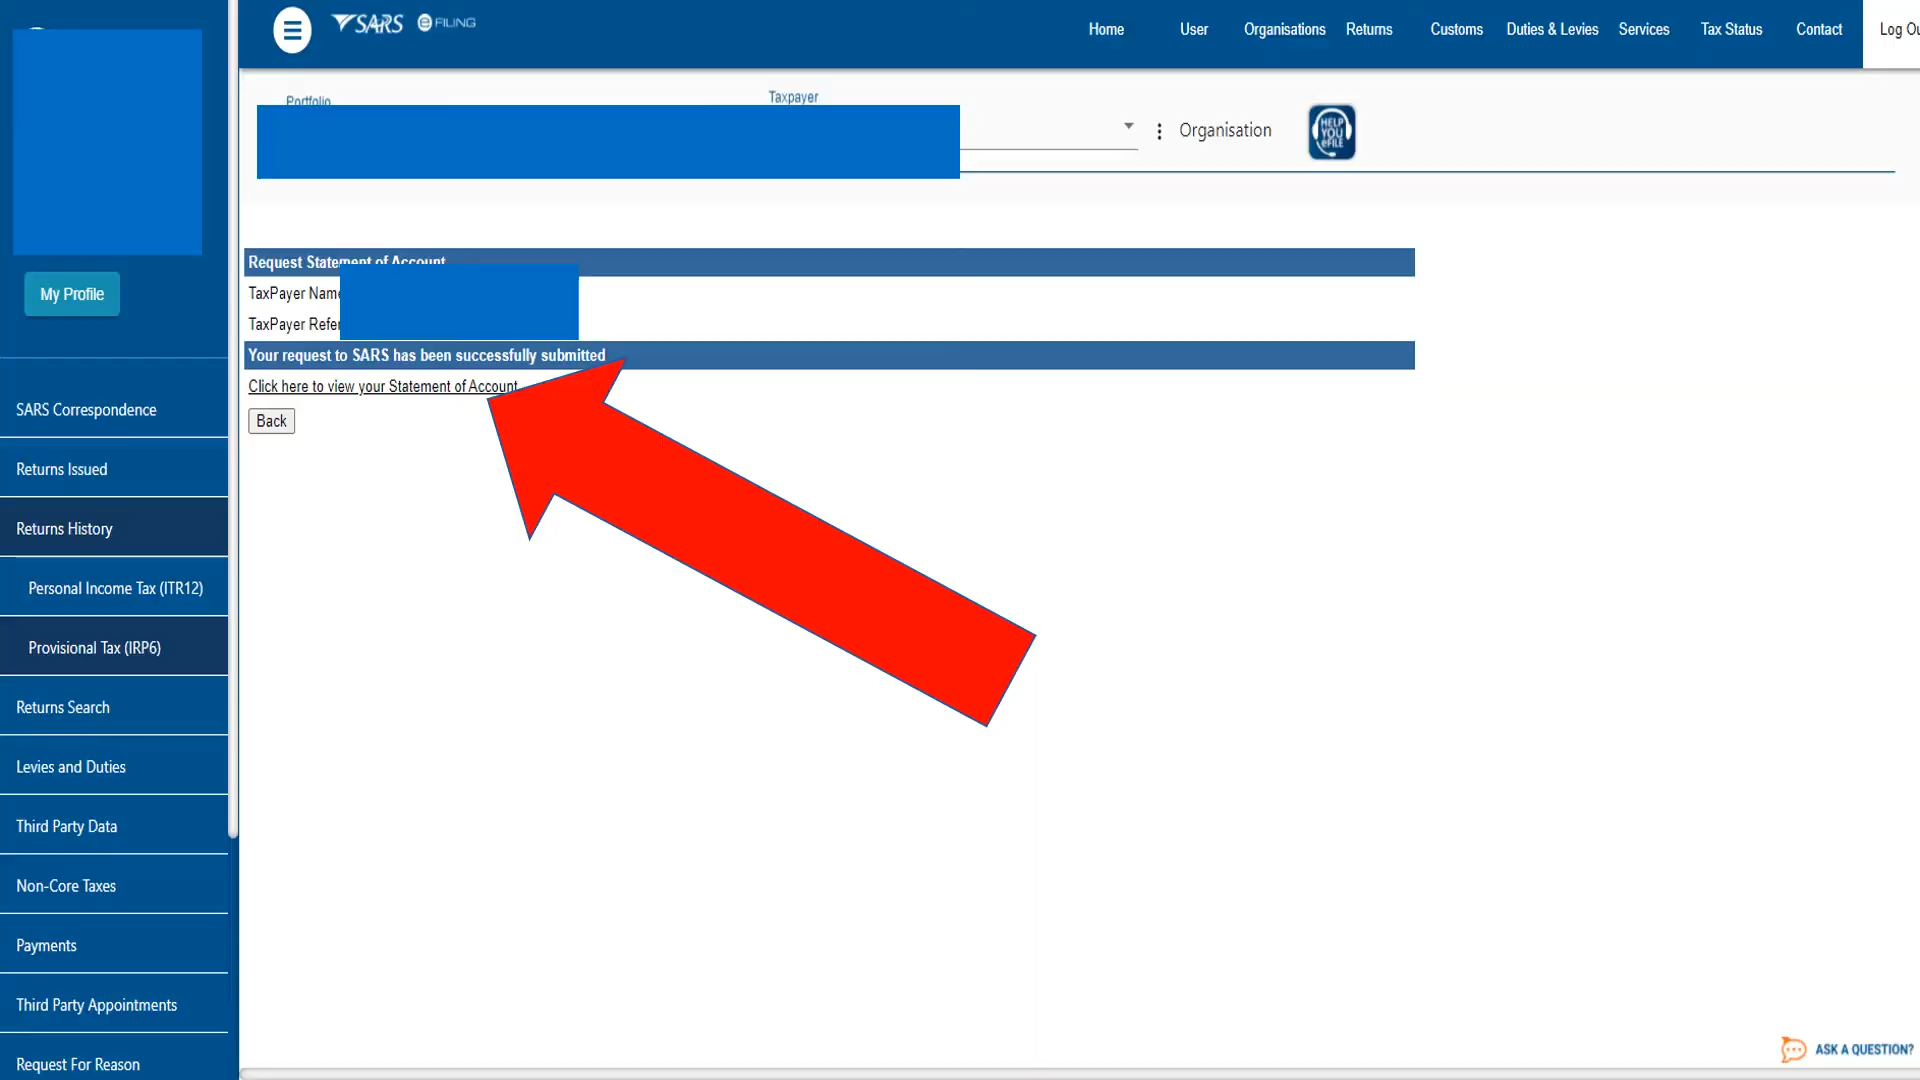 SARS eFILING
Home User Organisations Returns Customs Duties & Levies Services Tax Status Contact Log
Portfolio Taxpayer
Organisation
HELP YOU eFILE
My Profile
SARS Correspondence
Returns Issued
Returns History
Personal Income Tax (ITR12)
Provisional Tax (IRP6)
Returns Search
Levies and Duties
Third Party Data
Non-Core Taxes
Payments
Third Party Appointments
Request For Reason
Request Statement of Account
TaxPayer Name
TaxPayer
Your request to SARS has been successfully submitted
Click here to view your Statement of Account
Back
ASK A QUESTION?